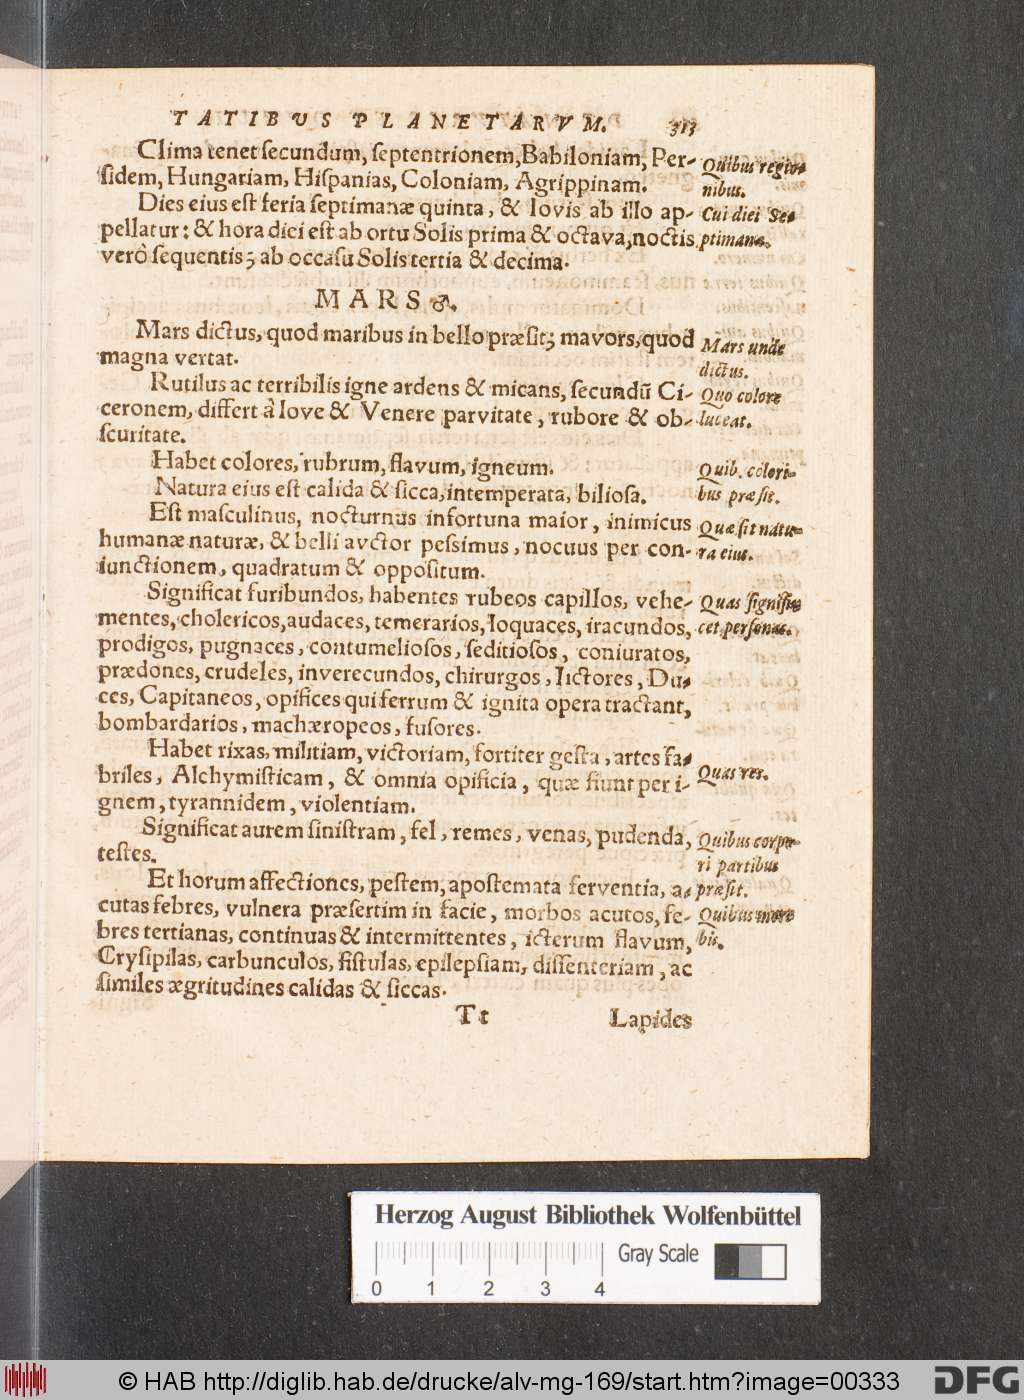 TATIBUS PLANETARVM. 313
Clima tenet ſecundum, ſeptentrionem, Babiloniam, Per-
ſidem, Hungariam, Hiſpanias, Coloniam, Agrippinam.
Quibus regio-
nibus.
Dies eius eſt feria ſeptimanæ quinta, & Iovis ab illo ap-
pellatur: & hora diei eſt ab ortu Solis prima & octava, noctis
verò ſequentis; ab occaſu Solis tertia & decima.
Cui diei Se-
ptimanæ.
MARS ♂.
Mars dictus, quod maribus in bello præſit; mavors, quod
magna vertat.
Mars unde
dictus.
Rutilus ac terribilis igne ardens & micans, ſecundū Ci-
ceronem, differt à Iove & Venere parvitate, rubore & ob-
ſcuritate.
Quo colore
luceat.
Habet colores, rubrum, flavum, igneum.
Quib. colori-
bus præſit.
Natura eius eſt calida & ſicca, intemperata, bilioſa.
Eſt maſculinus, nocturnus infortuna maior, inimicus
humanæ naturæ, & belli avctor peſsimus, nocuus per con-
iunctionem, quadratum & oppoſitum.
Quæ ſit natu-
ra eius.
Significat furibundos, habentes rubeos capillos, vehe-
mentes, cholericos, audaces, temerarios, loquaces, iracundos,
prodigos, pugnaces, contumelioſos, ſeditioſos, coniuratos,
prædones, crudeles, inverecundos, chirurgos, lictores, Du-
ces, Capitaneos, opifices qui ferrum & ignita opera tractant,
bombardarios, machæropeos, fuſores.
Quas ſignifi-
cet perſonas.
Habet rixas, militiam, victoriam, fortiter geſta, artes fa-
briles, Alchymiſticam, & omnia opificia, quæ fiunt per i-
gnem, tyrannidem, violentiam.
Quas res.
Significat aurem ſiniſtram, fel, renes, venas, pudenda,
teſtes.
Quibus corpo-
ri partibus
præſit.
Et horum affectiones, peſtem, apoſtemata ferventia, a-
cutas febres, vulnera præſertim in facie, morbos acutos, fe-
bres tertianas, continuas & intermittentes, icterum flavum,
Eryſipilas, carbunculos, fiſtulas, epilepſiam, diſſenteriam, ac
ſimiles ægritudines calidas & ſiccas.
Quibus mor-
bis.
Tt Lapides
Herzog August Bibliothek Wolfenbüttel
Gray Scale
0 1 2 3 4
© HAB http://diglib.hab.de/drucke/alv-mg-169/start.htm?image=00333
DFG